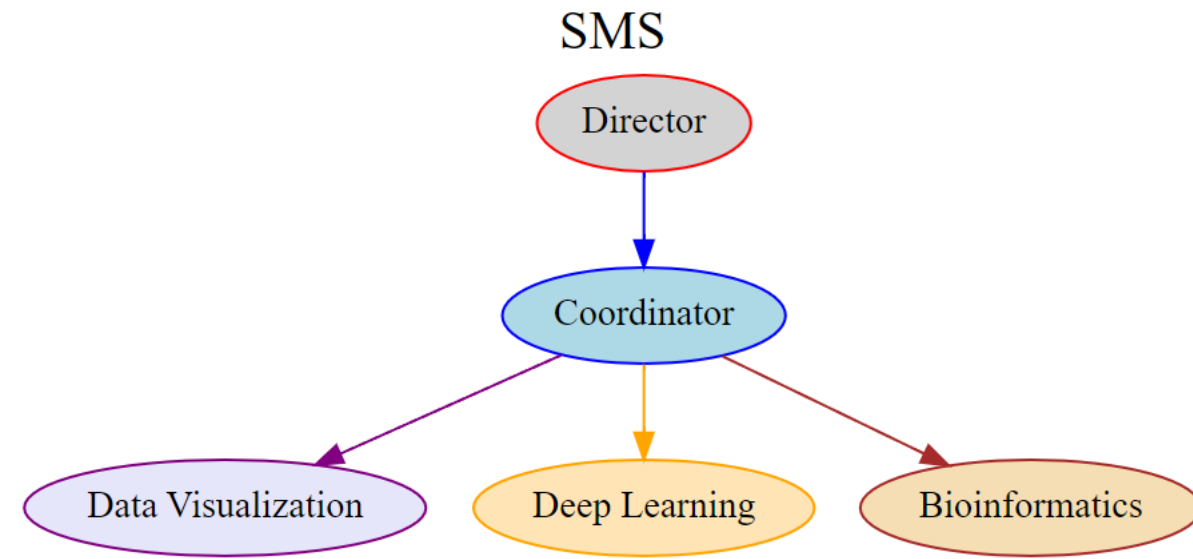 SMS
Director
Coordinator
Data Visualization
Deep Learning
Bioinformatics